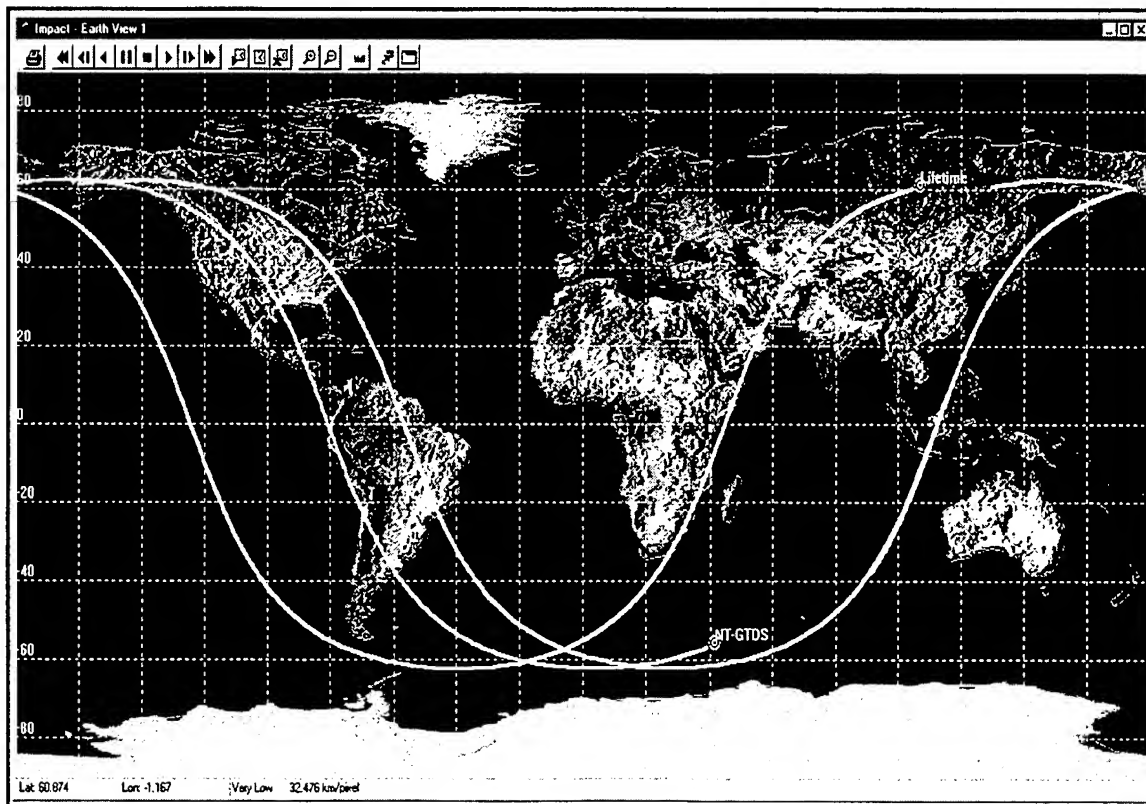 Impact - Earth View 1
80
60
Lifetime
40
20
0
-20
-40
NT-GTDS
-60
-80
Lat: 60.874 Lon: -1.167 Very Low 32.476 km/pixel